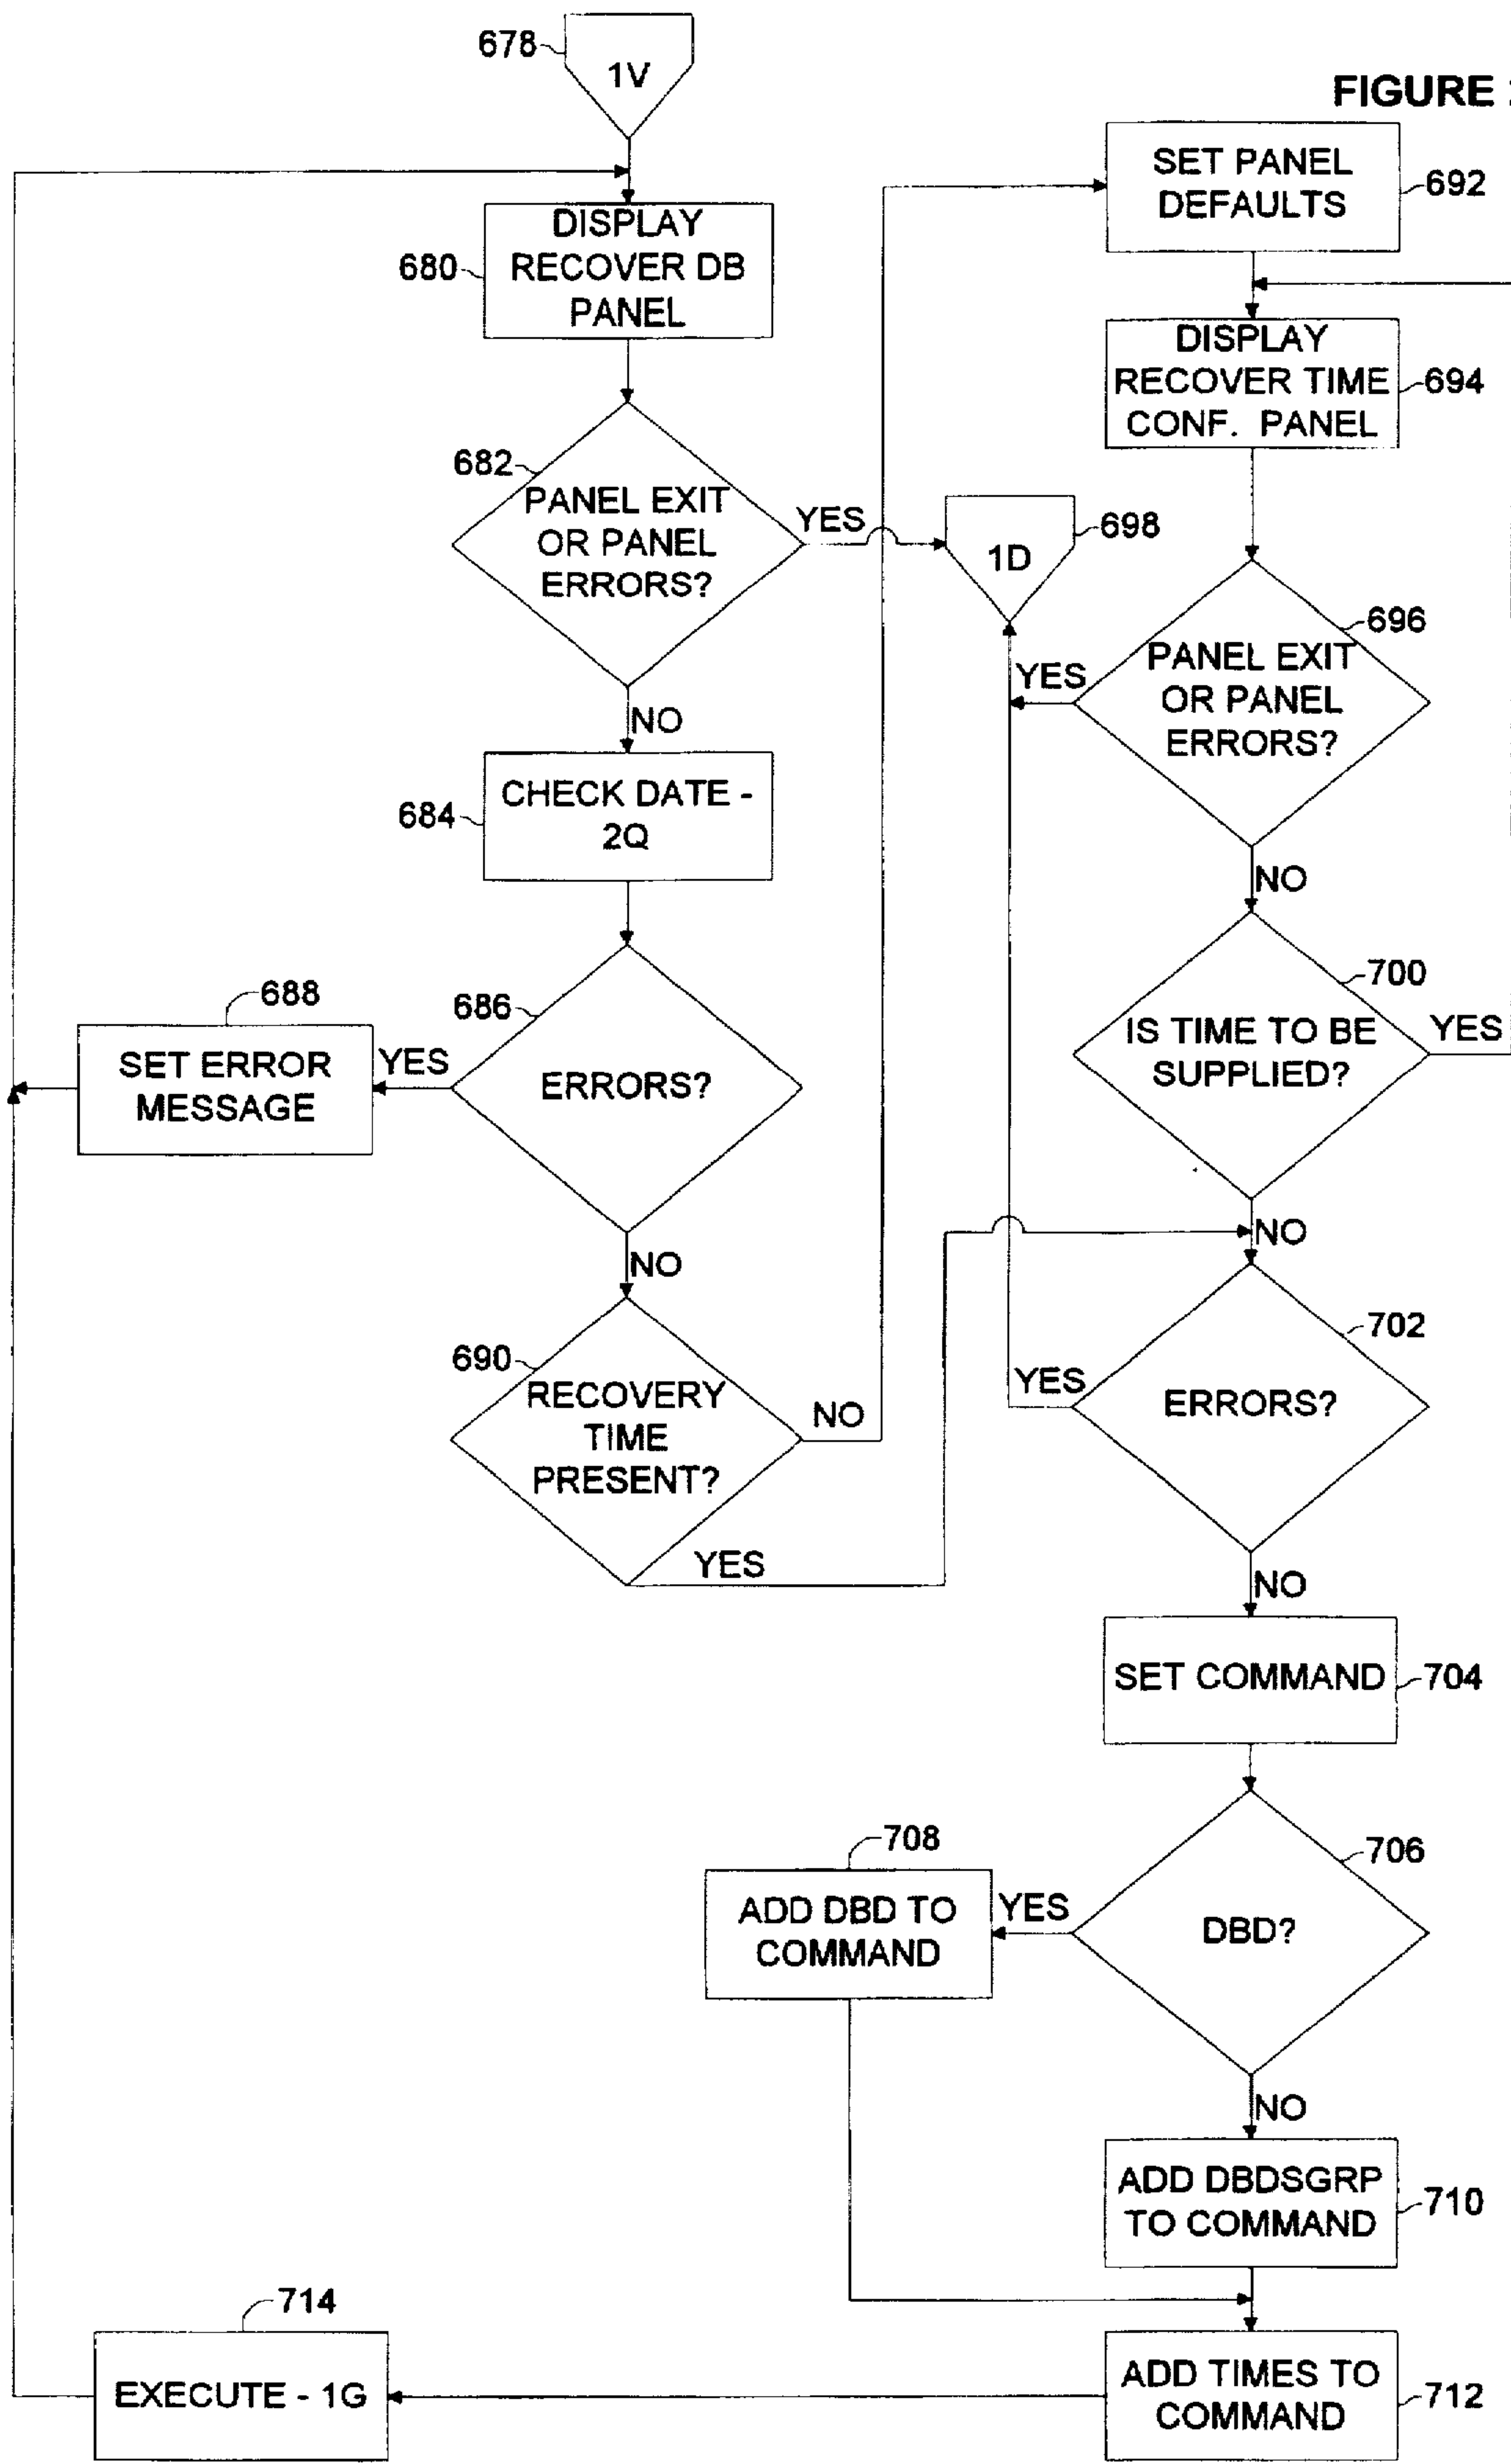 678
1V
FIGURE
SET PANEL
DEFAULTS
692
DISPLAY
RECOVER DB
PANEL
680
DISPLAY
RECOVER TIME
CONF. PANEL
694
682
PANEL EXIT
OR PANEL
ERRORS?
YES
1D
698
696
PANEL EXIT
OR PANEL
ERRORS?
YES
NO
NO
CHECK DATE -
2Q
684
688
SET ERROR
MESSAGE
YES
686
ERRORS?
NO
700
IS TIME TO BE
SUPPLIED?
YES
NO
690
RECOVERY
TIME
PRESENT?
NO
YES
702
YES
ERRORS?
NO
SET COMMAND
704
708
ADD DBD TO
COMMAND
YES
706
DBD?
NO
ADD DBDSGRP
TO COMMAND
710
714
EXECUTE - 1G
ADD TIMES TO
COMMAND
712